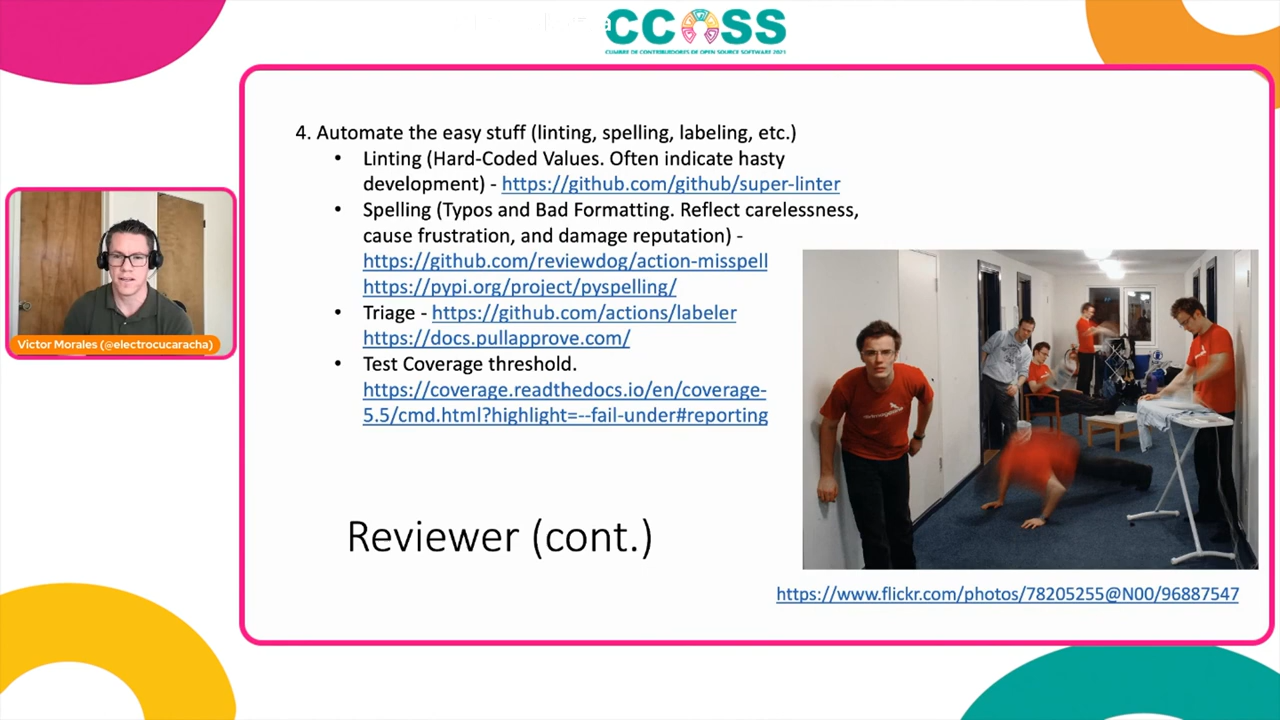 CCOSS
CUMBRE DE CONTRIBUIDORES DE OPEN SOURCE SOFTWARE 2021
4. Automate the easy stuff (linting, spelling, labeling, etc.)
• Linting (Hard-Coded Values. Often indicate hasty
development) - https://github.com/github/super-linter
• Spelling (Typos and Bad Formatting. Reflect carelessness,
cause frustration, and damage reputation) -
https://github.com/reviewdog/action-misspell
https://pypi.org/project/pyspelling/
• Triage - https://github.com/actions/labeler
https://docs.pullapprove.com/
• Test Coverage threshold.
https://coverage.readthedocs.io/en/coverage-
5.5/cmd.html?highlight=--fail-under#reporting
Victor Morales (@electrocucaracha)
Reviewer (cont.)
https://www.flickr.com/photos/78205255@N00/96887547